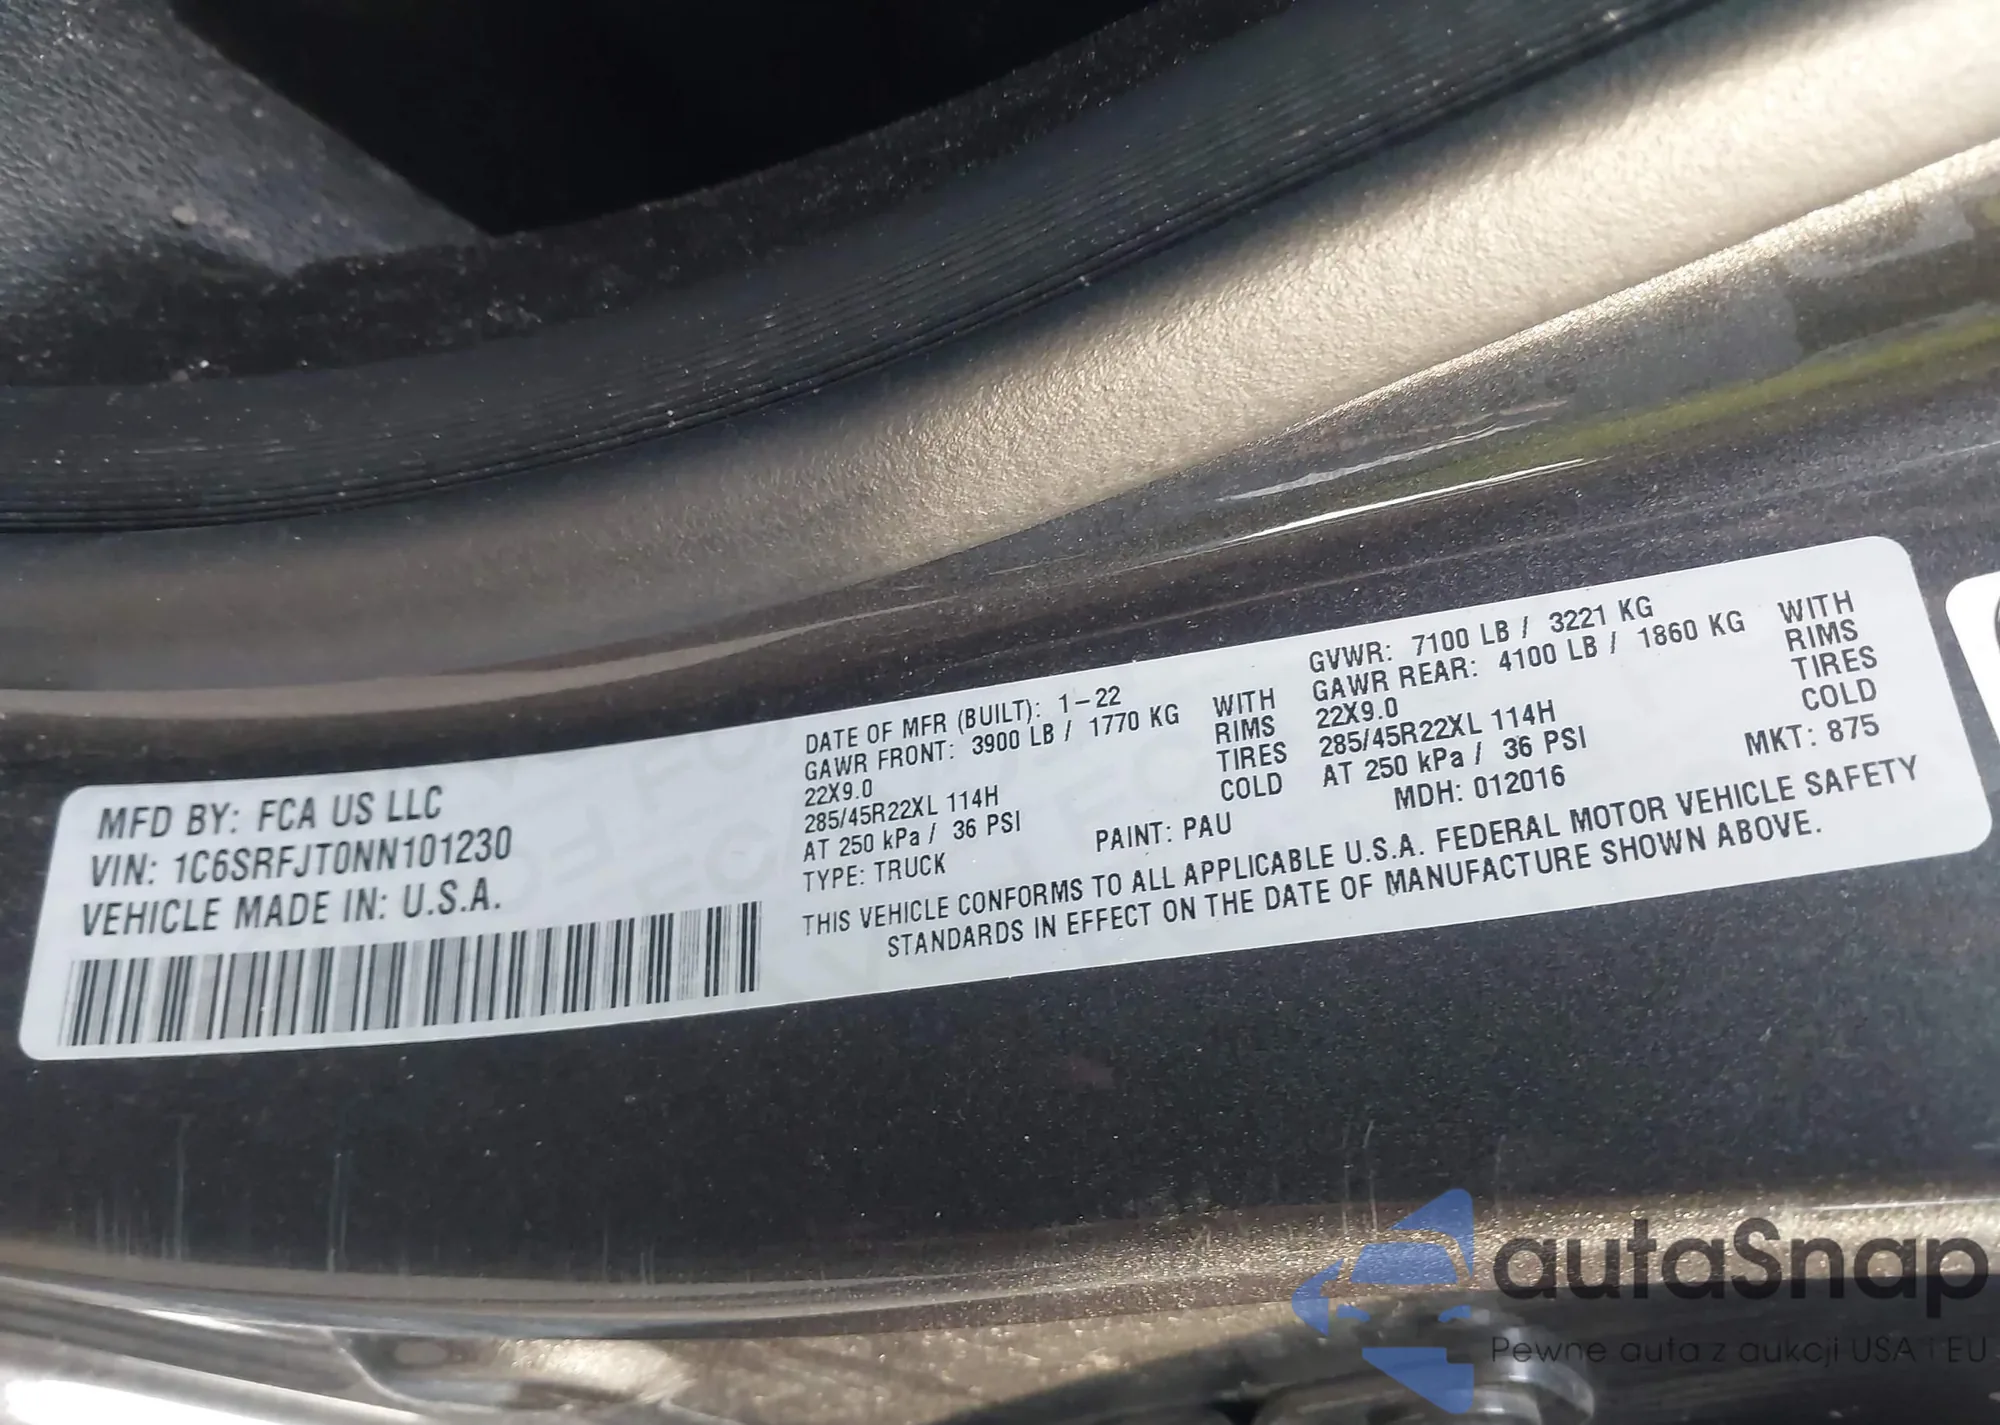 MFD BY: FCA US LLC
VIN: 1C6SRFJT0NN101230
VEHICLE MADE IN: U.S.A.
DATE OF MFR (BUILT): 1-22 GVWR: 7100 LB / 3221 KG
GAWR FRONT: 3900 LB / 1770 KG WITH GAWR REAR: 4100 LB / 1860 KG WITH
22X9.0 RIMS 22X9.0 RIMS
285/45R22XL 114H TIRES 285/45R22XL 114H TIRES
AT 250 kPa / 36 PSI COLD AT 250 kPa / 36 PSI COLD
TYPE: TRUCK PAINT: PAU MDH: 012016 MKT: 875
THIS VEHICLE CONFORMS TO ALL APPLICABLE U.S.A. FEDERAL MOTOR VEHICLE SAFETY
STANDARDS IN EFFECT ON THE DATE OF MANUFACTURE SHOWN ABOVE.
autaSnap
Pewne auta z aukcji USA i EU